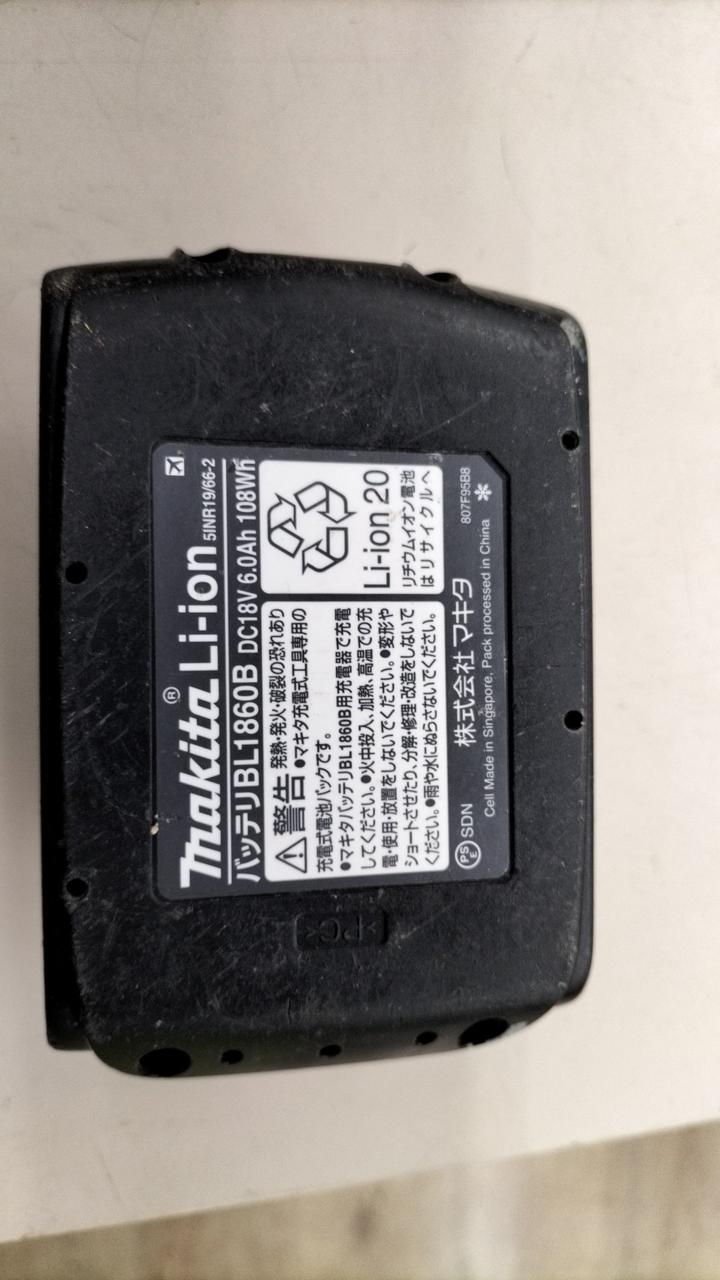 makita® Li-ion 5INR19/66-2
バッテリBL1860B DC18V 6.0Ah 108Wh
警告 発熱・発火・破裂の恐れあり
●マキタ充電式工具専用の
充電式電池パックです。
●マキタバッテリBL1860B用充電器で充電
してください。●火中投入、加熱、高温での充
電・使用・放置をしないでください。●変形や
ショートさせたり、分解・修理・改造をしないで
ください。●雨や水にぬらさないでください。
Li-ion 20
リチウムイオン電池
はリサイクルへ
PSE SDN
株式会社マキタ
807F95B8
Cell Made in Singapore, Pack processed in China
>PC<